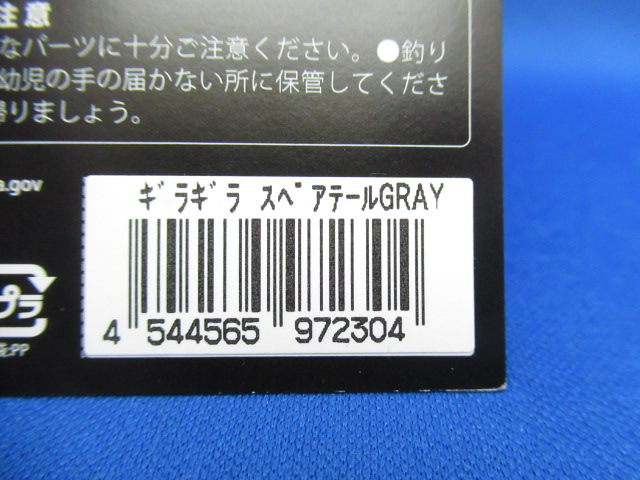 注意
なパーツに十分ご注意ください。●釣り
幼児の手の届かない所に保管してくださ
帰りましょう。
a.gov
ｷﾞﾗｷﾞﾗ ｽﾍﾟｱﾃｰﾙGRAY
プラ
PP
4 544565 972304